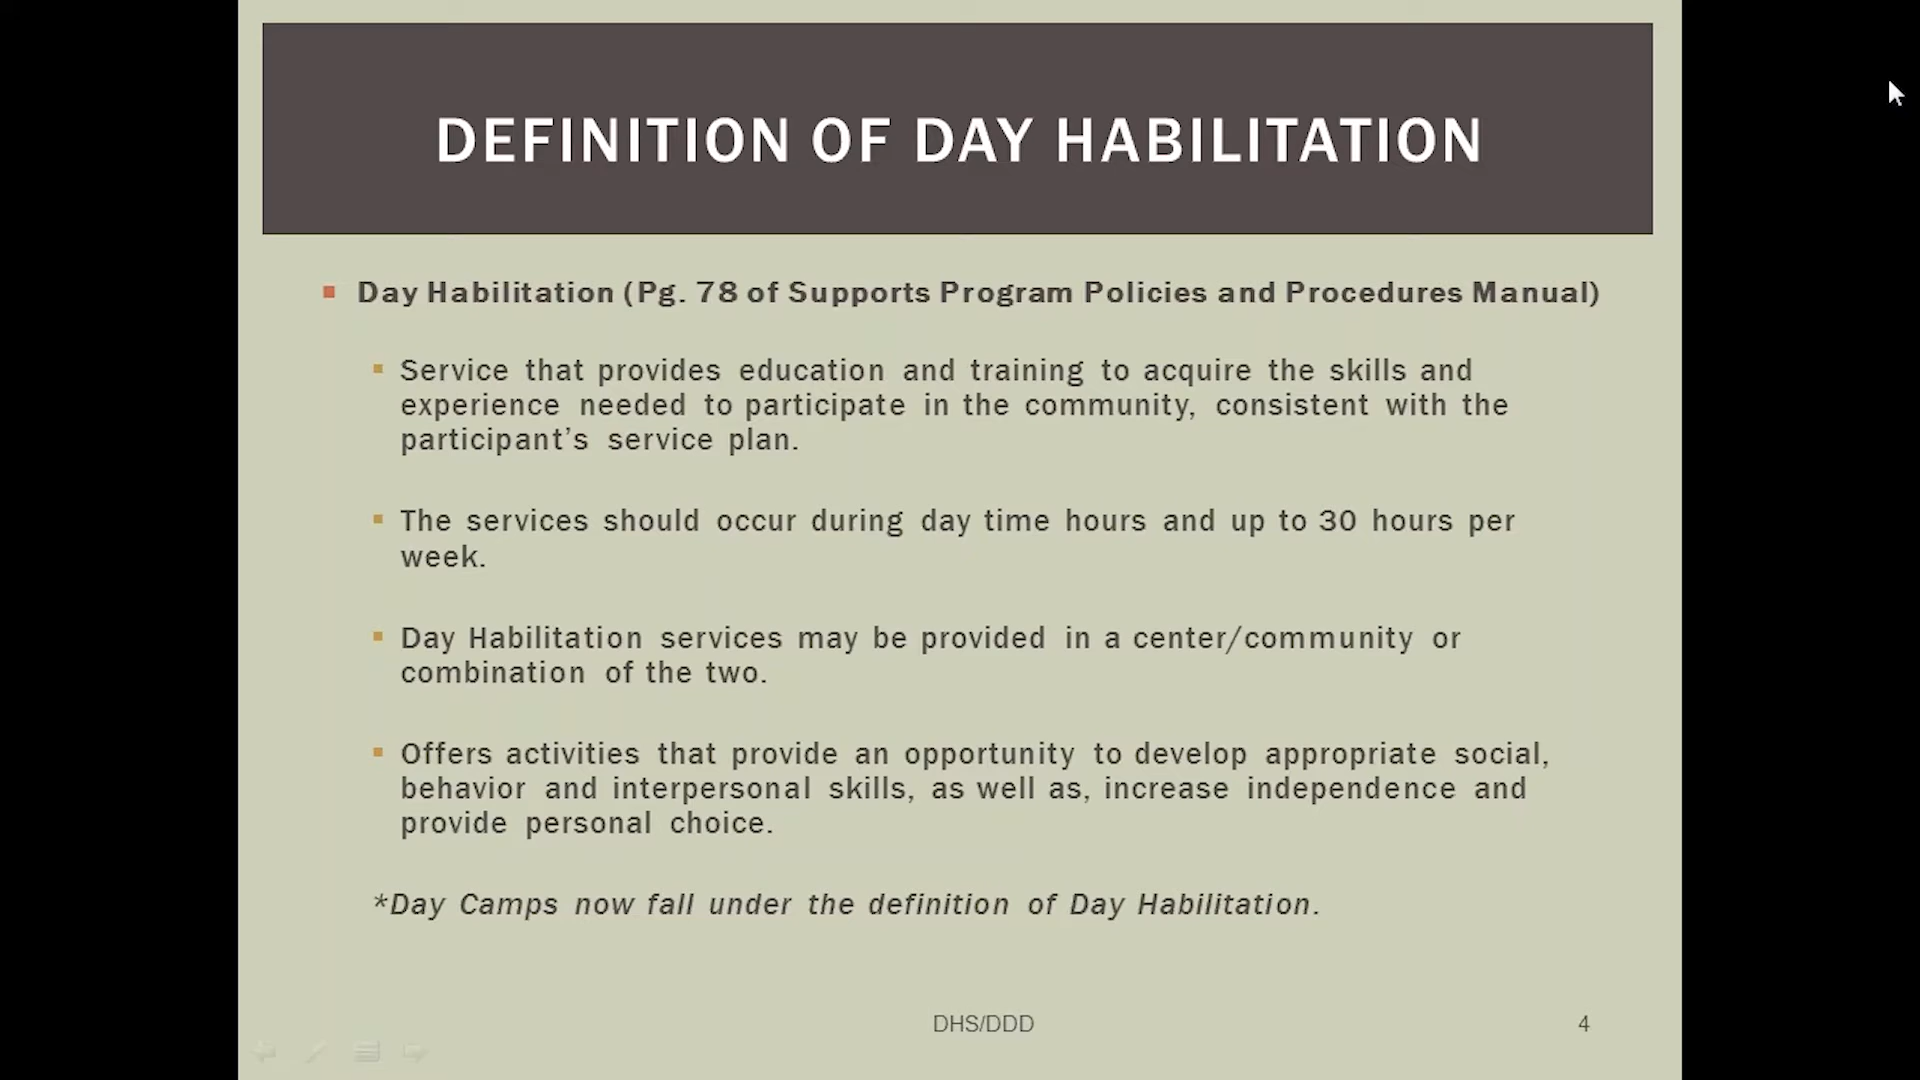 DEFINITION OF DAY HABILITATION
Day Habilitation (Pg. 78 of Supports Program Policies and Procedures Manual)
Service that provides education and training to acquire the skills and
experience needed to participate in the community, consistent with the
participant’s service plan.
The services should occur during day time hours and up to 30 hours per
week.
Day Habilitation services may be provided in a center/community or
combination of the two.
Offers activities that provide an opportunity to develop appropriate social,
behavior and interpersonal skills, as well as, increase independence and
provide personal choice.
*Day Camps now fall under the definition of Day Habilitation.
DHS/DDD
4